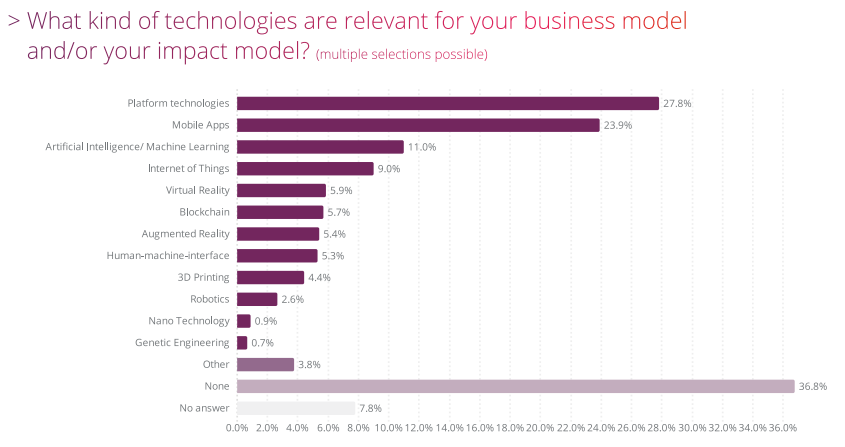 > What kind of technologies are relevant for your business model
and/or your impact model? (multiple selections possible)
Platform technologies 27.8%
Mobile Apps 23.9%
Artificial Intelligence/ Machine Learning 11.0%
Internet of Things 9.0%
Virtual Reality 5.9%
Blockchain 5.7%
Augmented Reality 5.4%
Human-machine-interface 5.3%
3D Printing 4.4%
Robotics 2.6%
Nano Technology 0.9%
Genetic Engineering 0.7%
Other 3.8%
None 36.8%
No answer 7.8%
0.0% 2.0% 4.0% 6.0% 8.0% 10.0% 12.0% 14.0% 16.0% 18.0% 20.0% 22.0% 24.0% 26.0% 28.0% 30.0% 32.0% 34.0% 36.0%